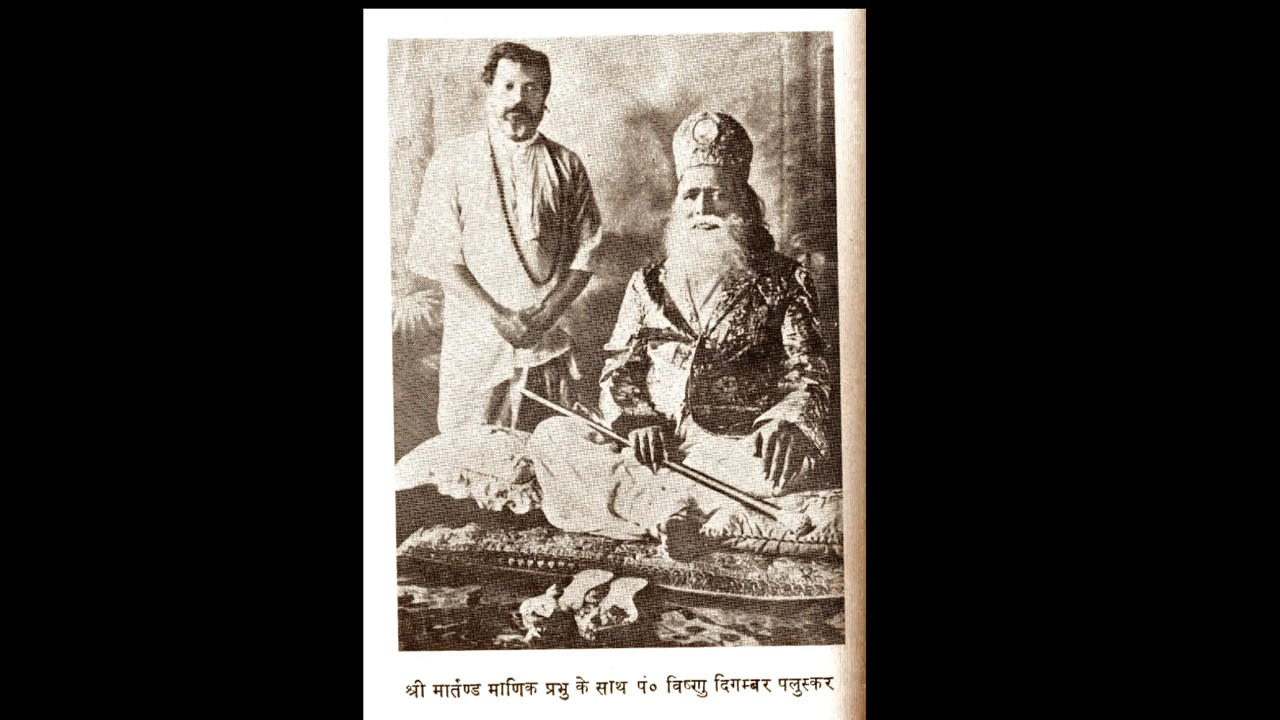 श्री मार्तण्ड माणिक प्रभु के साथ पं० विष्णु दिगम्बर पलुस्कर